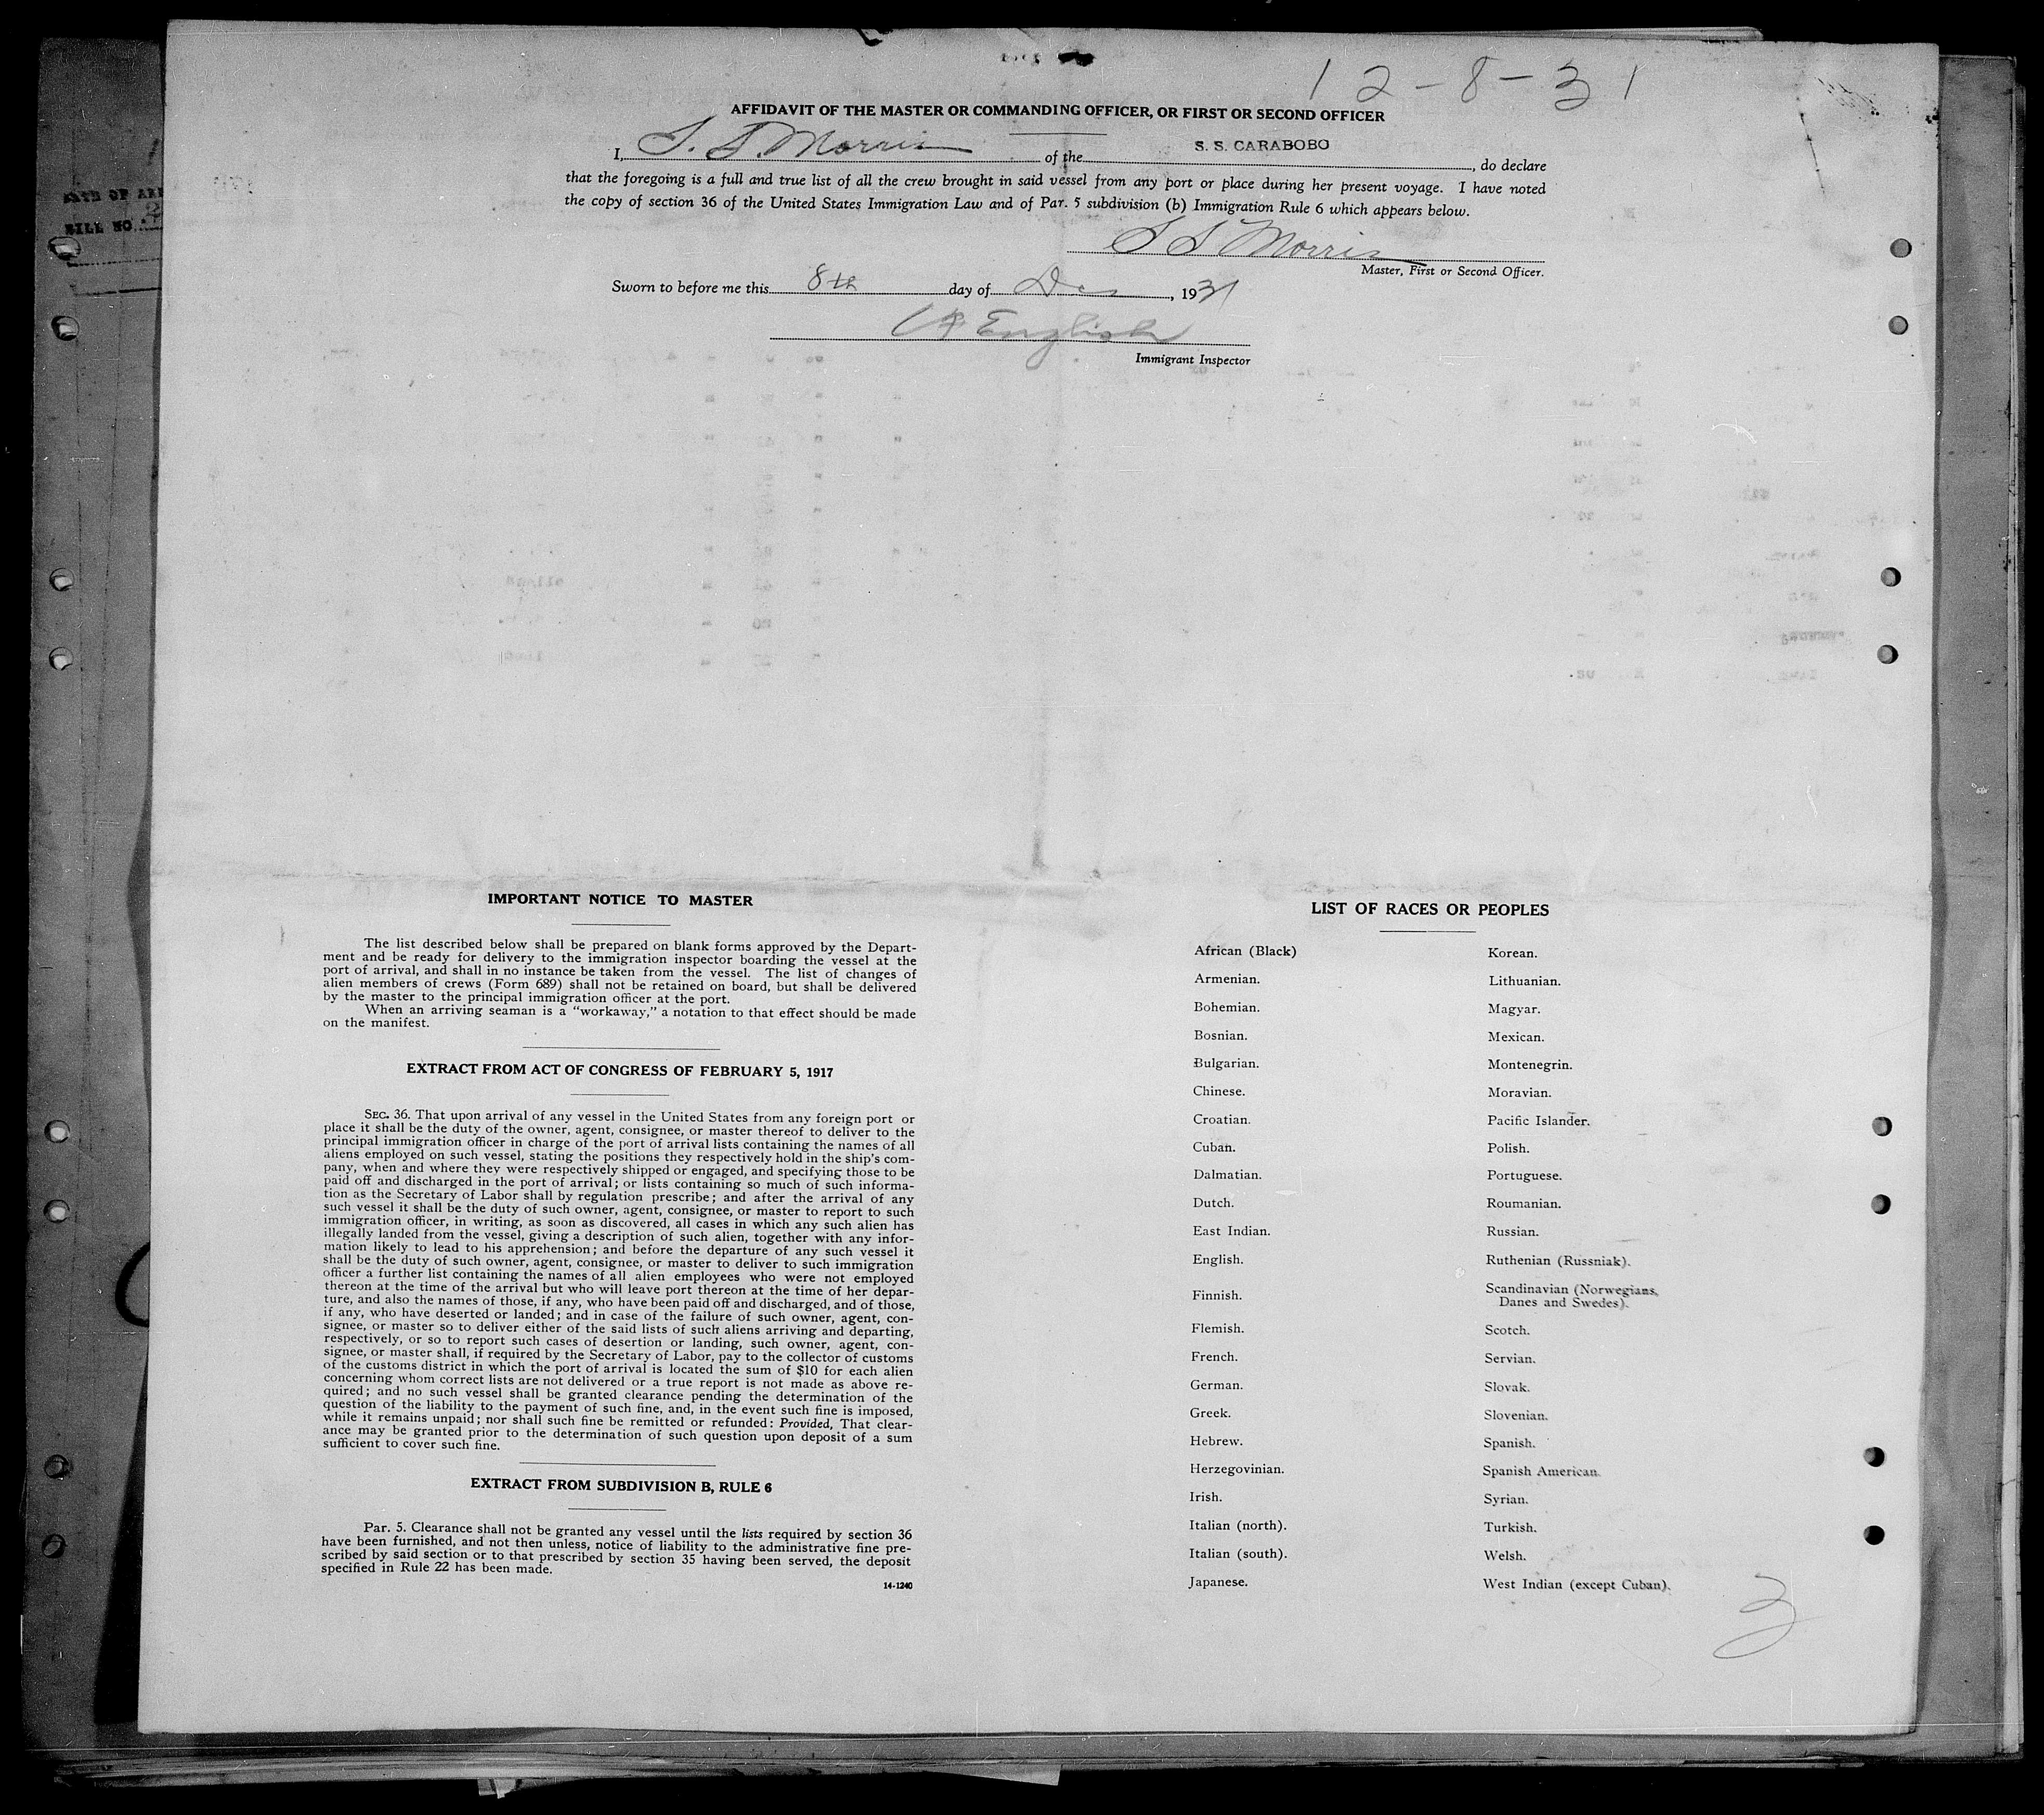 12-8-31
AFFIDAVIT OF THE MASTER OR COMMANDING OFFICER, OR FIRST OR SECOND OFFICER
I, S. S. Morris of the S. S. CARABOBO, do declare
that the foregoing is a full and true list of all the crew brought in said vessel from any port or place during her present voyage. I have noted
the copy of section 36 of the United States Immigration Law and of Par. 5 subdivision (b) Immigration Rule 6 which appears below.
S S Morris
Master, First or Second Officer.
Sworn to before me this 8th day of Dec, 1931
English
Immigrant Inspector
BILL NO.
IMPORTANT NOTICE TO MASTER
The list described below shall be prepared on blank forms approved by the Depart-
ment and be ready for delivery to the immigration inspector boarding the vessel at the
port of arrival, and shall in no instance be taken from the vessel. The list of changes of
alien members of crews (Form 689) shall not be retained on board, but shall be delivered
by the master to the principal immigration officer at the port.
When an arriving seaman is a "workaway," a notation to that effect should be made
on the manifest.
EXTRACT FROM ACT OF CONGRESS OF FEBRUARY 5, 1917
SEC. 36. That upon arrival of any vessel in the United States from any foreign port or
place it shall be the duty of the owner, agent, consignee, or master thereof to deliver to the
principal immigration officer in charge of the port of arrival lists containing the names of all
aliens employed on such vessel, stating the positions they respectively hold in the ship's com-
pany, when and where they were respectively shipped or engaged, and specifying those to be
paid off and discharged in the port of arrival; or lists containing so much of such informa-
tion as the Secretary of Labor shall by regulation prescribe; and after the arrival of any
such vessel it shall be the duty of such owner, agent, consignee, or master to report to such
immigration officer, in writing, as soon as discovered, all cases in which any such alien has
illegally landed from the vessel, giving a description of such alien, together with any infor-
mation likely to lead to his apprehension; and before the departure of any such vessel it
shall be the duty of such owner, agent, consignee, or master to deliver to such immigration
officer a further list containing the names of all alien employees who were not employed
thereon at the time of the arrival but who will leave port thereon at the time of her depar-
ture, and also the names of those, if any, who have been paid off and discharged, and of those,
if any, who have deserted or landed; and in case of the failure of such owner, agent, con-
signee, or master so to deliver either of the said lists of such aliens arriving and departing,
respectively, or so to report such cases of desertion or landing, such owner, agent, con-
signee, or master shall, if required by the Secretary of Labor, pay to the collector of customs
of the customs district in which the port of arrival is located the sum of $10 for each alien
concerning whom correct lists are not delivered or a true report is not made as above re-
quired; and no such vessel shall be granted clearance pending the determination of the
question of the liability to the payment of such fine, and, in the event such fine is imposed,
while it remains unpaid; nor shall such fine be remitted or refunded: Provided, That clear-
ance may be granted prior to the determination of such question upon deposit of a sum
sufficient to cover such fine.
EXTRACT FROM SUBDIVISION B, RULE 6
Par. 5. Clearance shall not be granted any vessel until the lists required by section 36
have been furnished, and not then unless, notice of liability to the administrative fine pre-
scribed by said section or to that prescribed by section 35 having been served, the deposit
specified in Rule 22 has been made.
14-1240
LIST OF RACES OR PEOPLES
African (Black)
Armenian.
Bohemian.
Bosnian.
Bulgarian.
Chinese.
Croatian.
Cuban.
Dalmatian.
Dutch.
East Indian.
English.
Finnish.
Flemish.
French.
German.
Greek.
Hebrew.
Herzegovinian.
Irish.
Italian (north).
Italian (south).
Japanese.
Korean.
Lithuanian.
Magyar.
Mexican.
Montenegrin.
Moravian.
Pacific Islander.
Polish.
Portuguese.
Roumanian.
Russian.
Ruthenian (Russniak).
Scandinavian (Norwegians,
Danes and Swedes).
Scotch.
Servian.
Slovak.
Slovenian.
Spanish.
Spanish American.
Syrian.
Turkish.
Welsh.
West Indian (except Cuban).
3